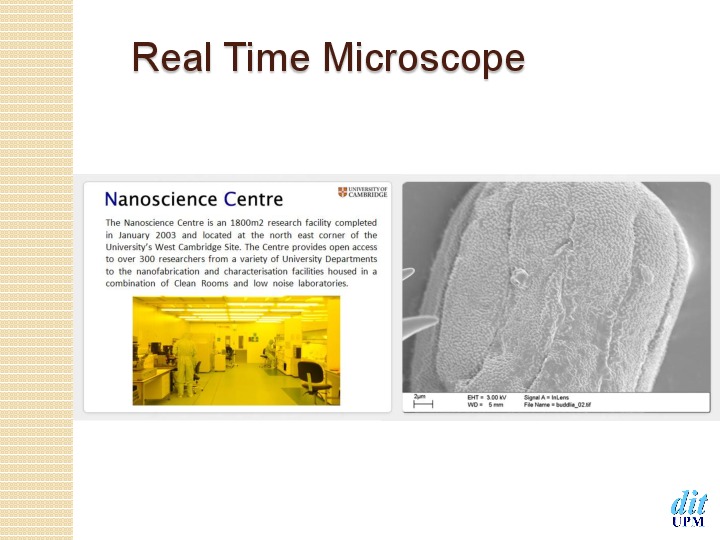 Real Time Microscope
Nanoscience Centre
UNIVERSITY OF
CAMBRIDGE
The Nanoscience Centre is an 1800m2 research facility completed
in January 2003 and located at the north east corner of the
University's West Cambridge Site. The Centre provides open access
to over 300 researchers from a variety of University Departments
to the nanofabrication and characterisation facilities housed in a
combination of Clean Rooms and low noise laboratories.
2µm
EHT = 3.00 kV
Signal A = InLens
WD = 5 mm
File Name = buddlia_02.tif
dit
UPM